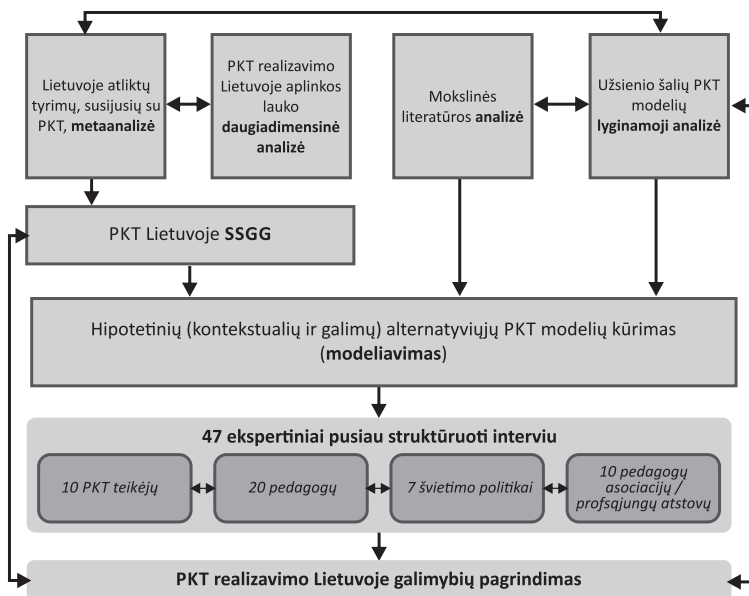 Lietuvoje atliktų
tyrimų, susijusių su
PKT, metaanalizė
PKT realizavimo
Lietuvoje aplinkos
lauko
daugiadimensinė
analizė
Mokslinės
literatūros analizė
Užsienio šalių PKT
modelių
lyginamoji analizė
PKT Lietuvoje SSGG
Hipotetinių (kontekstualių ir galimų) alternatyviųjų PKT modelių kūrimas
(modeliavimas)
47 ekspertiniai pusiau struktūruoti interviu
10 PKT teikėjų
20 pedagogų
7 švietimo politikai
10 pedagogų
asociacijų /
profsąjungų atstovų
PKT realizavimo Lietuvoje galimybių pagrindimas